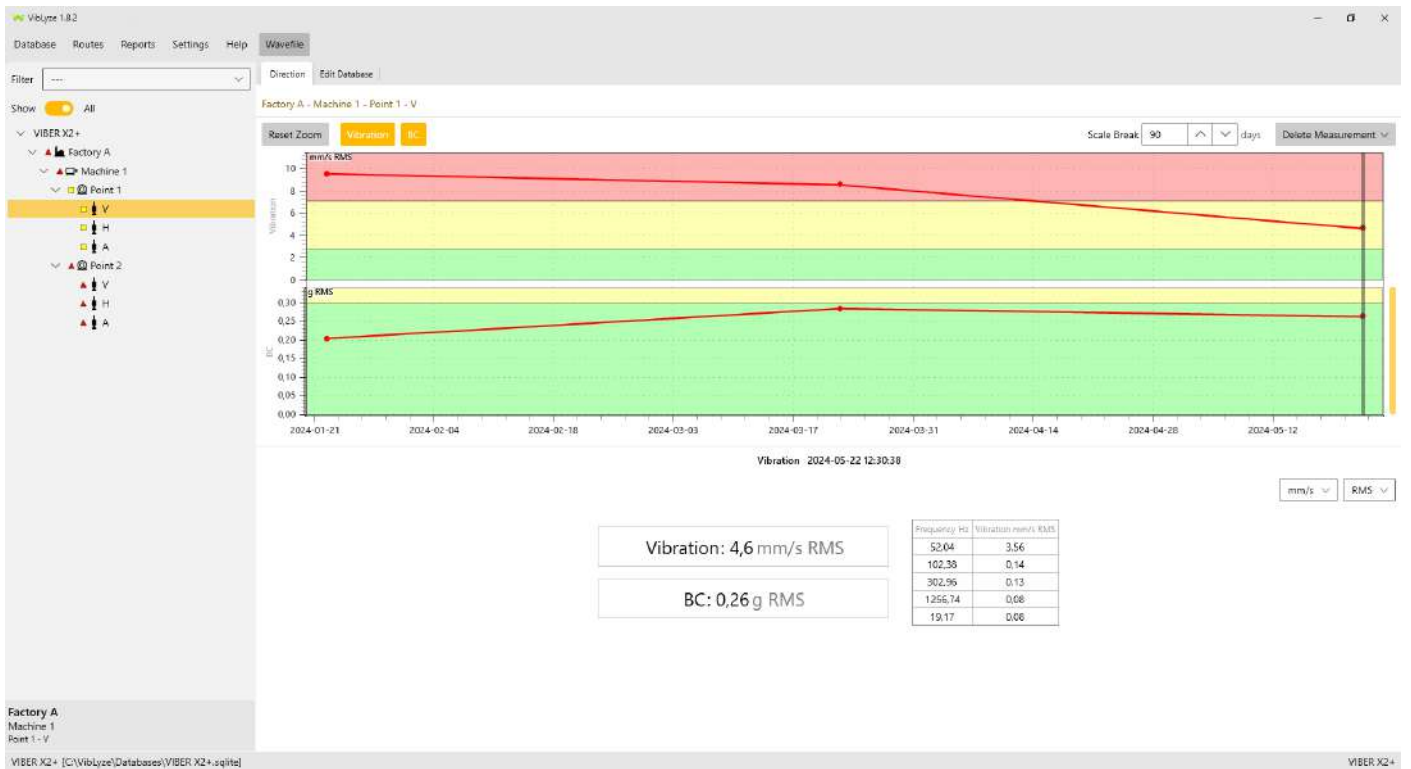 VibLyze 1.8.2
Database Routes Reports Settings Help Wavefile
Filter ---
Show All
VIBER X2+
Factory A
Machine 1
Point 1
V
H
A
Point 2
V
H
A
Factory A
Machine 1
Point 1 - V
Direction Edit Database
Factory A - Machine 1 - Point 1 - V
Reset Zoom Vibration BC Scale Break 90 days Delete Measurement
mm/s RMS
Vibration
10
8
6
4
2
0
g RMS
BC
0,30
0,25
0,20
0,15
0,10
0,05
0,00
2024-01-21 2024-02-04 2024-02-18 2024-03-03 2024-03-17 2024-03-31 2024-04-14 2024-04-28 2024-05-12
Vibration 2024-05-22 12:30:38
mm/s RMS
Vibration: 4,6 mm/s RMS
BC: 0,26 g RMS
Frequency Hz Vibration mm/s RMS
52,04 3,56
102,38 0,14
302,96 0,13
1256,74 0,08
19,17 0,08
VIBER X2+ [C:\VibLyze\Databases\VIBER X2+.sqlite] VIBER X2+